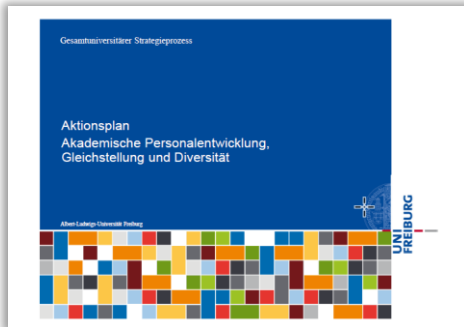 Gesamtuniversitärer Strategieprozess
Aktionsplan
Akademische Personalentwicklung,
Gleichstellung und Diversität
Albert-Ludwigs-Universität Freiburg
UNI
FREIBURG